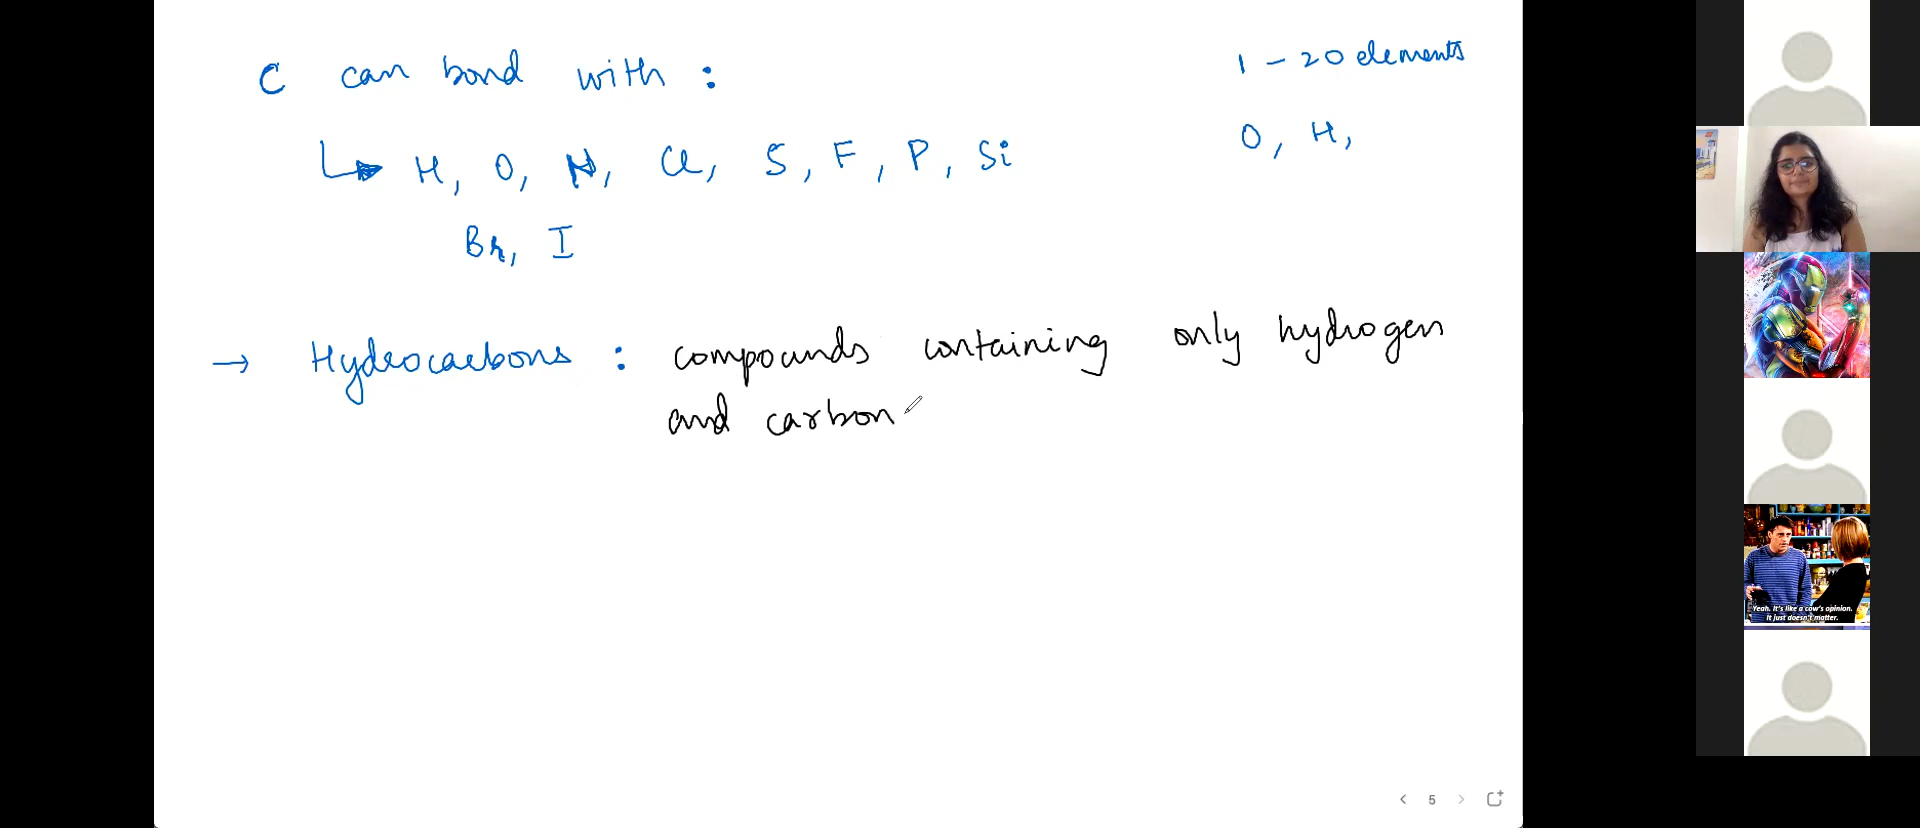 C can bond with :
1 - 20 elements
H, O, N, Cl, S, F, P, Si
O, H,
Br, I
→ Hydrocarbons : compounds containing only hydrogen
and carbon
Yeah. It's like a cow's opinion.
It just doesn't matter.
5